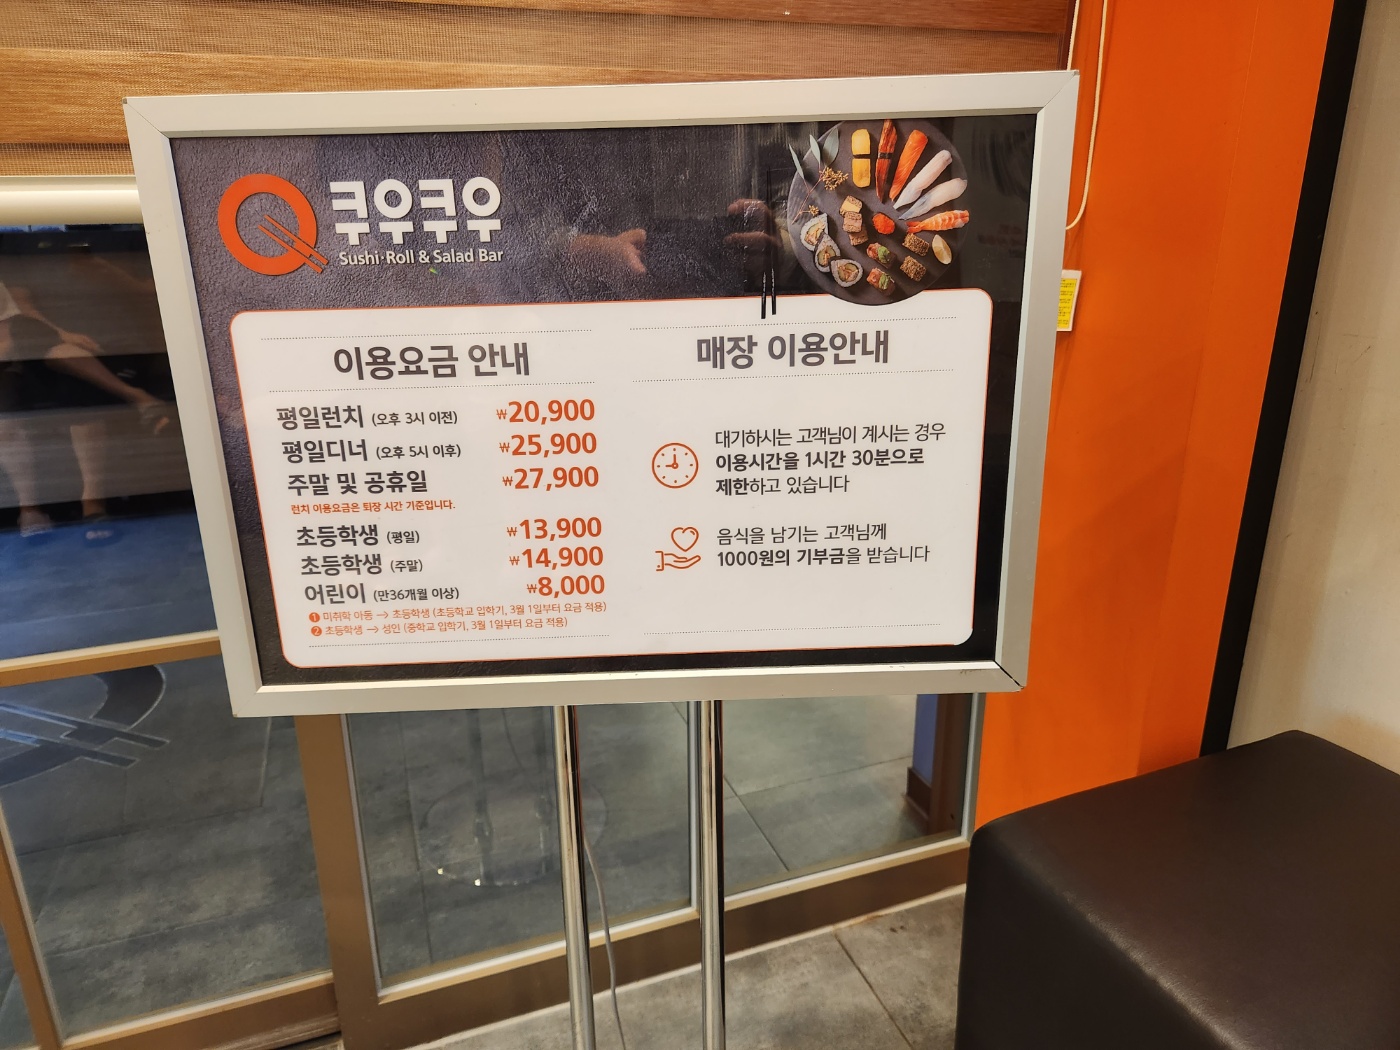 쿠우쿠우
Sushi·Roll & Salad Bar
이용요금 안내
평일런치 (오후 3시 이전) ₩20,900
평일디너 (오후 5시 이후) ₩25,900
주말 및 공휴일 ₩27,900
런치 이용요금은 퇴장 시간 기준입니다.
초등학생 (평일) ₩13,900
초등학생 (주말) ₩14,900
어린이 (만36개월 이상) ₩8,000
❶ 미취학 아동 → 초등학생 (초등학교 입학기, 3월 1일부터 요금 적용)
❷ 초등학생 → 성인 (중학교 입학기, 3월 1일부터 요금 적용)
매장 이용안내
대기하시는 고객님이 계시는 경우
이용시간을 1시간 30분으로
제한하고 있습니다
음식을 남기는 고객님께
1000원의 기부금을 받습니다